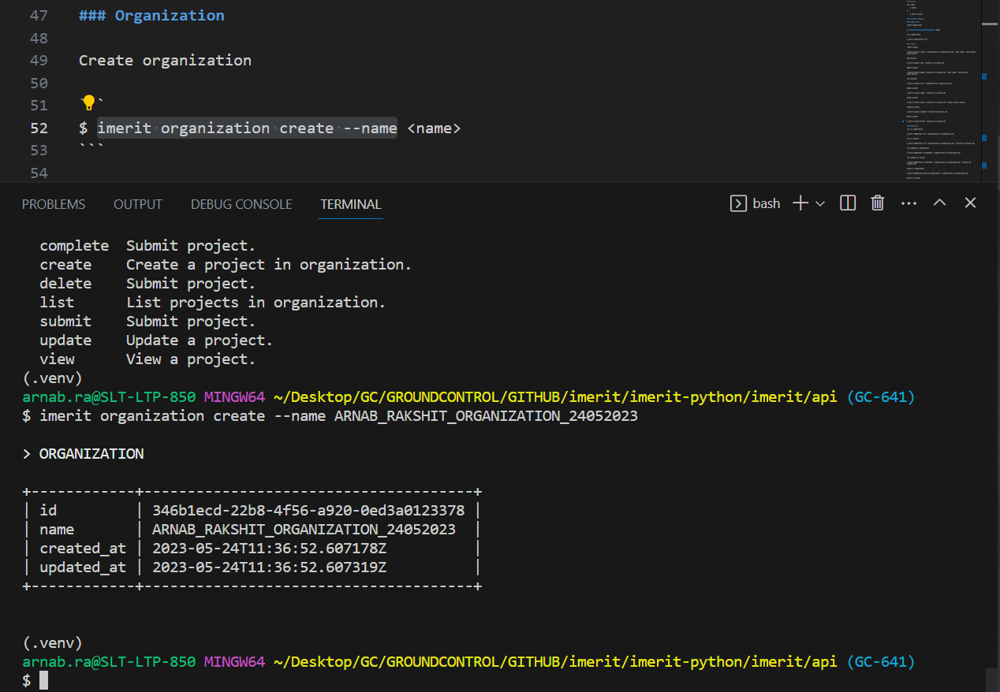 47 ### Organization
48
49 Create organization
50
51 ```
52 $ imerit organization create --name <name>
53 ```
54
PROBLEMS OUTPUT DEBUG CONSOLE TERMINAL bash
complete Submit project.
create Create a project in organization.
delete Submit project.
list List projects in organization.
submit Submit project.
update Update a project.
view View a project.
(.venv)
arnab.ra@SLT-LTP-850 MINGW64 ~/Desktop/GC/GROUNDCONTROL/GITHUB/imerit/imerit-python/imerit/api (GC-641)
$ imerit organization create --name ARNAB_RAKSHIT_ORGANIZATION_24052023
> ORGANIZATION
+------------+--------------------------------------+
| id | 346b1ecd-22b8-4f56-a920-0ed3a0123378 |
| name | ARNAB_RAKSHIT_ORGANIZATION_24052023 |
| created_at | 2023-05-24T11:36:52.607178Z |
| updated_at | 2023-05-24T11:36:52.607319Z |
+------------+--------------------------------------+
(.venv)
arnab.ra@SLT-LTP-850 MINGW64 ~/Desktop/GC/GROUNDCONTROL/GITHUB/imerit/imerit-python/imerit/api (GC-641)
$